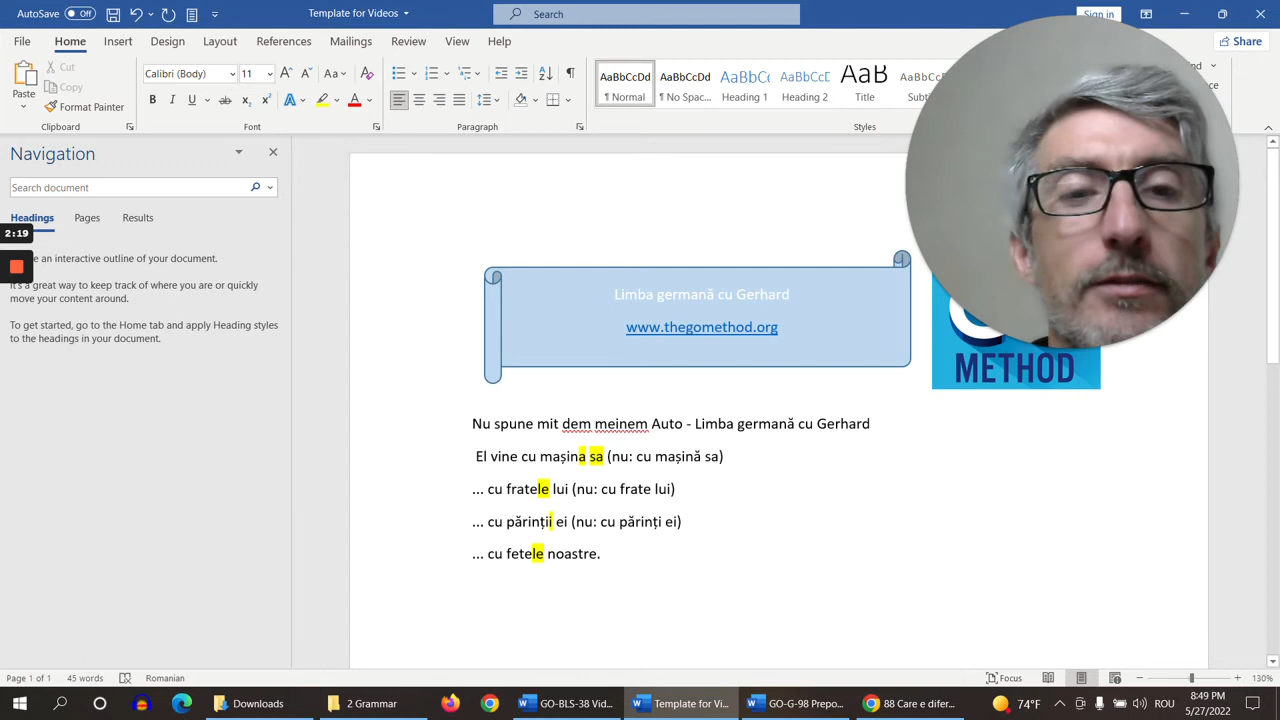 AutoSave Off
Template for Videos
Search
Sign in
File Home Insert Design Layout References Mailings Review View Help
Share
Paste
Cut
Copy
Format Painter
Clipboard
Calibri (Body) 11
Font
Paragraph
AaBbCcDd AaBbCcDd AaBbCc AaBbCcC AaB AaBbCc
¶ Normal ¶ No Spac... Heading 1 Heading 2 Title
Styles
Navigation
Search document
Headings Pages Results
2:19
an interactive outline of your document.
It's a great way to keep track of where you are or quickly
move your content around.
To get started, go to the Home tab and apply Heading styles
to the headings in your document.
Limba germană cu Gerhard
www.thegomethod.org
METHOD
Nu spune mit dem meinem Auto - Limba germană cu Gerhard
El vine cu mașina sa (nu: cu mașină sa)
... cu fratele lui (nu: cu frate lui)
... cu părinții ei (nu: cu părinți ei)
... cu fetele noastre.
Page 1 of 1 45 words Romanian
Focus
130%
Downloads
2 Grammar
GO-BLS-38 Vid...
Template for Vi...
GO-G-98 Prepo...
88 Care e difer...
74°F
ROU
8:49 PM
5/27/2022